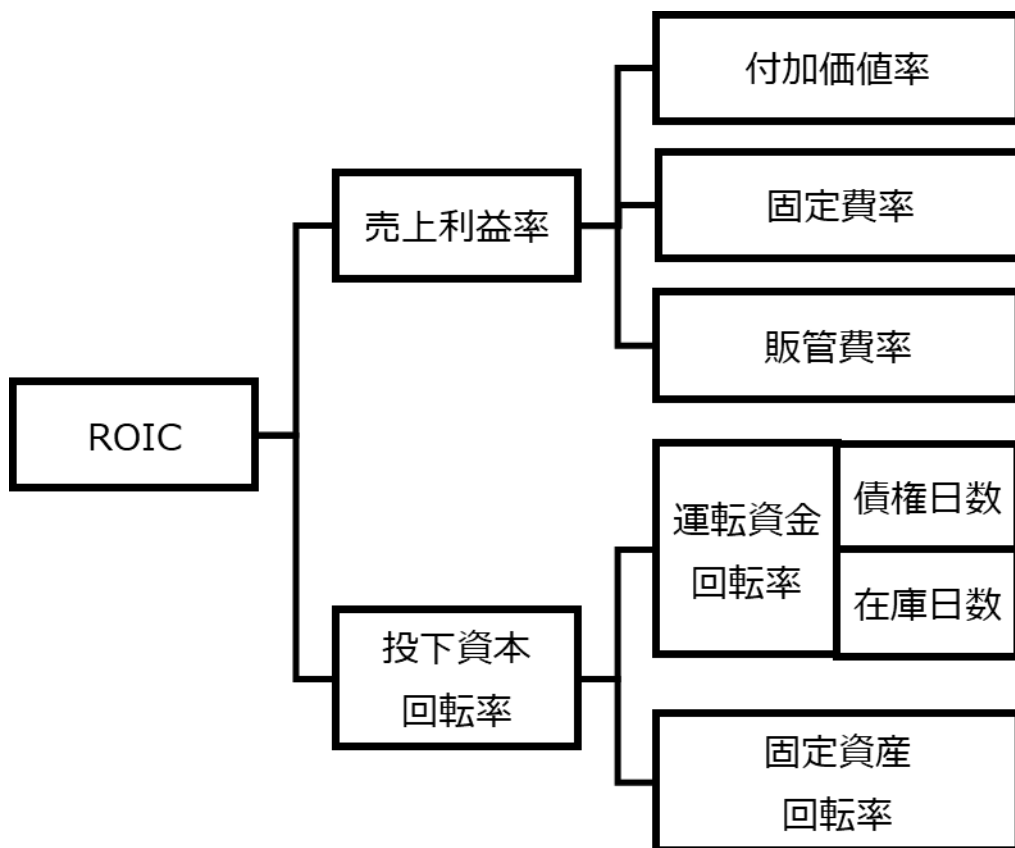 付加価値率
固定費率
売上利益率
販管費率
ROIC
運転資金
回転率
債権日数
在庫日数
投下資本
回転率
固定資産
回転率